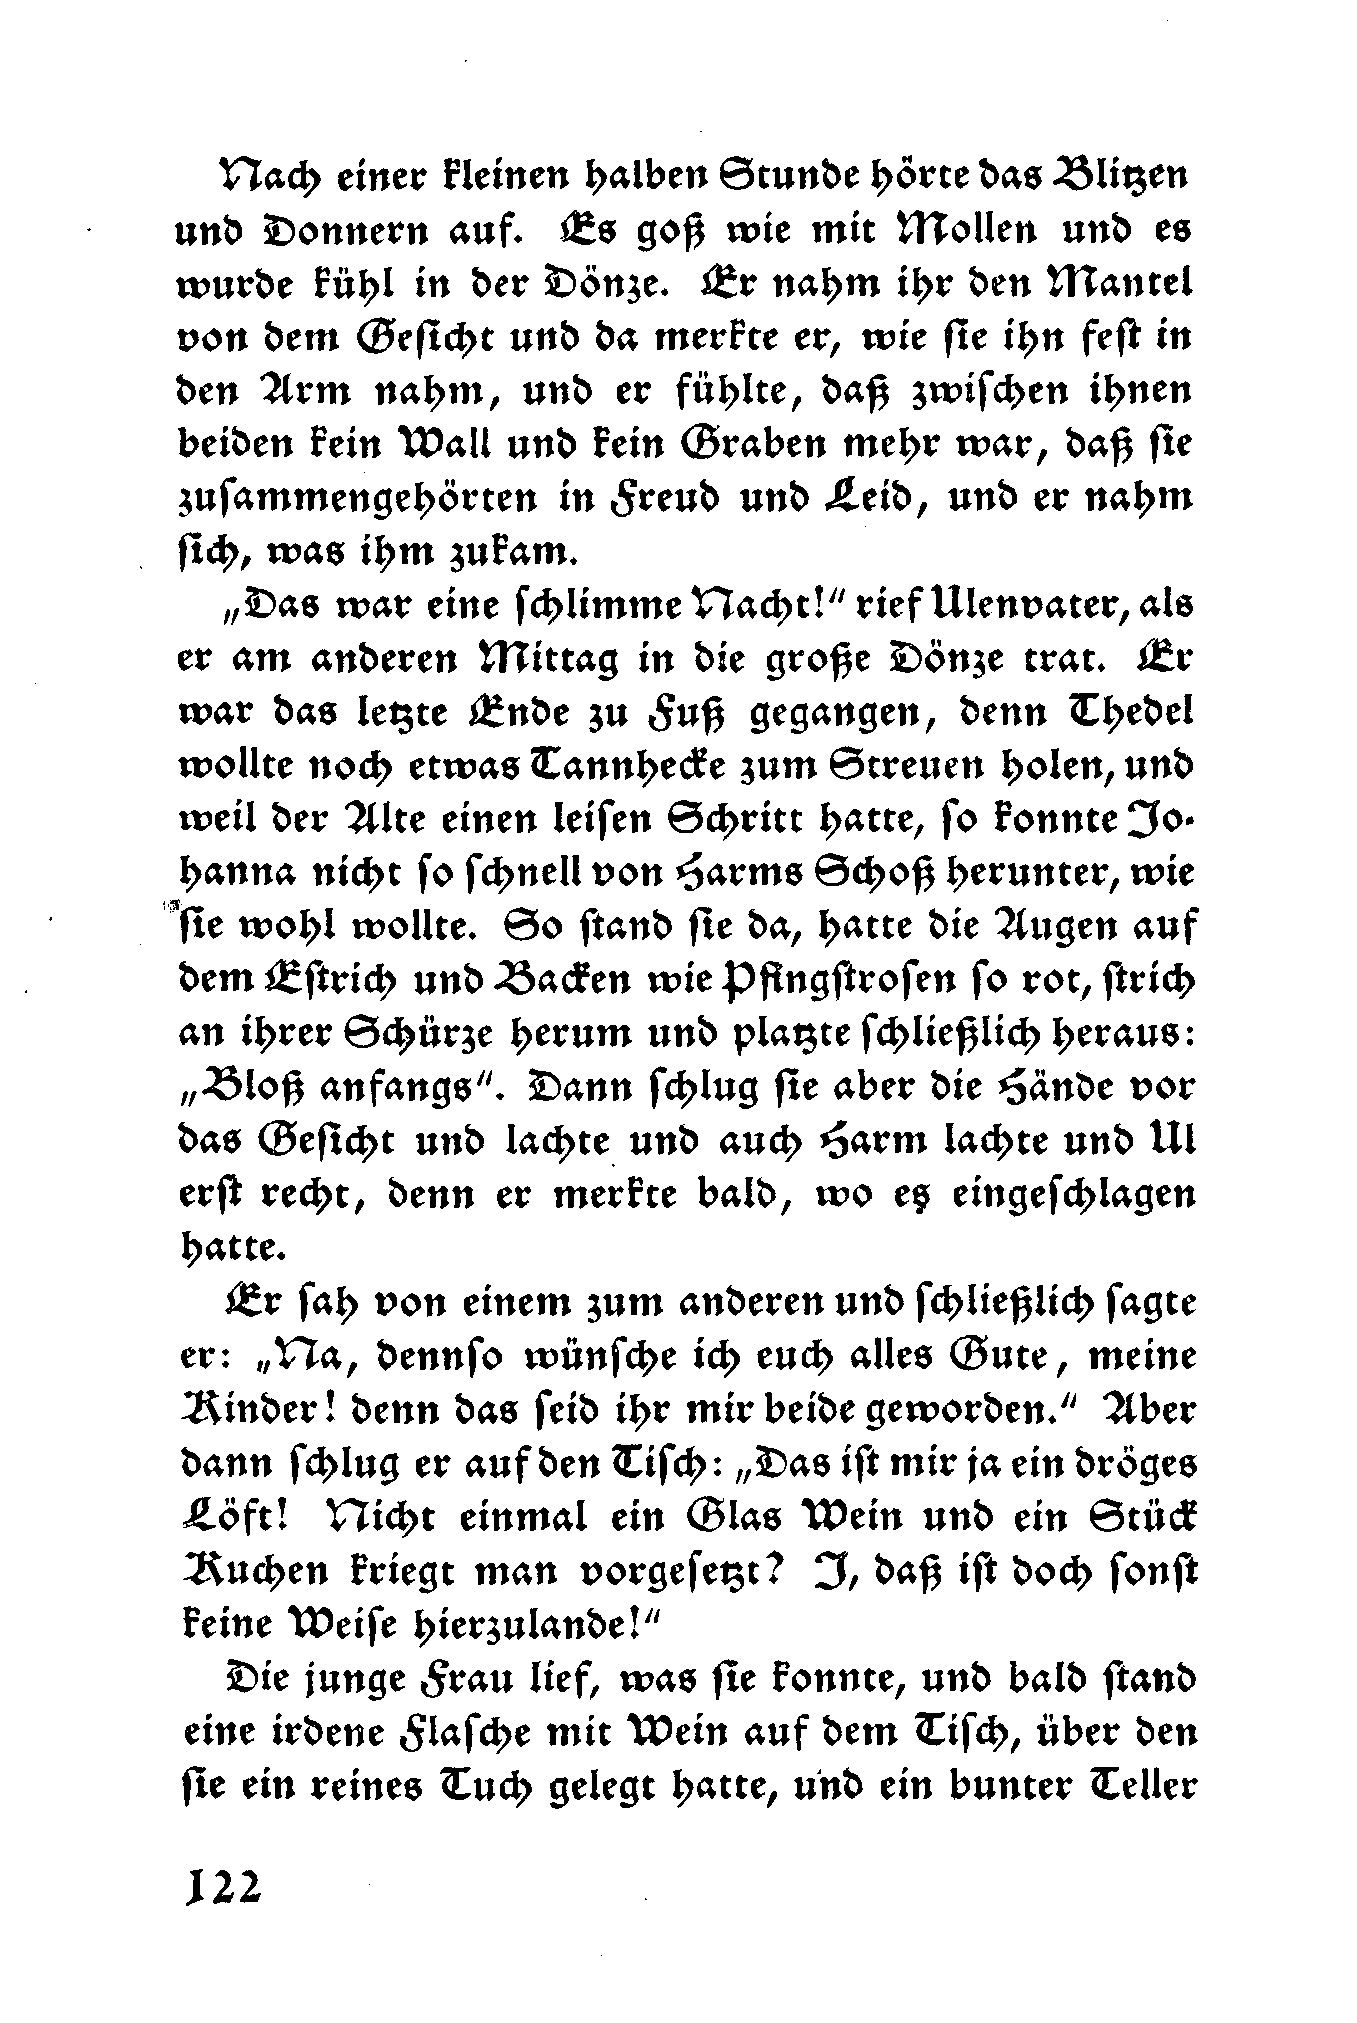 Nach einer kleinen halben Stunde hörte das Blitzen
und Donnern auf. Es goß wie mit Mollen und es
wurde kühl in der Dönze. Er nahm ihr den Mantel
von dem Gesicht und da merkte er, wie sie ihn fest in
den Arm nahm, und er fühlte, daß zwischen ihnen
beiden kein Wall und kein Graben mehr war, daß sie
zusammengehörten in Freud und Leid, und er nahm
sich, was ihm zukam.
„Das war eine schlimme Nacht!“ rief Ulenvater, als
er am anderen Mittag in die große Dönze trat. Er
war das letzte Ende zu Fuß gegangen, denn Thedel
wollte noch etwas Tannhecke zum Streuen holen, und
weil der Alte einen leisen Schritt hatte, so konnte Jo-
hanna nicht so schnell von Harms Schoß herunter, wie
sie wohl wollte. So stand sie da, hatte die Augen auf
dem Estrich und Backen wie Pfingstrosen so rot, strich
an ihrer Schürze herum und platzte schließlich heraus:
„Bloß anfangs“. Dann schlug sie aber die Hände vor
das Gesicht und lachte und auch Harm lachte und Ul
erst recht, denn er merkte bald, wo es eingeschlagen
hatte.
Er sah von einem zum anderen und schließlich sagte
er: „Na, dennso wünsche ich euch alles Gute, meine
Kinder! denn das seid ihr mir beide geworden.“ Aber
dann schlug er auf den Tisch: „Das ist mir ja ein dröges
Löft! Nicht einmal ein Glas Wein und ein Stück
Kuchen kriegt man vorgesetzt? J, daß ist doch sonst
keine Weise hierzulande!“
Die junge Frau lief, was sie konnte, und bald stand
eine irdene Flasche mit Wein auf dem Tisch, über den
sie ein reines Tuch gelegt hatte, und ein bunter Teller
122